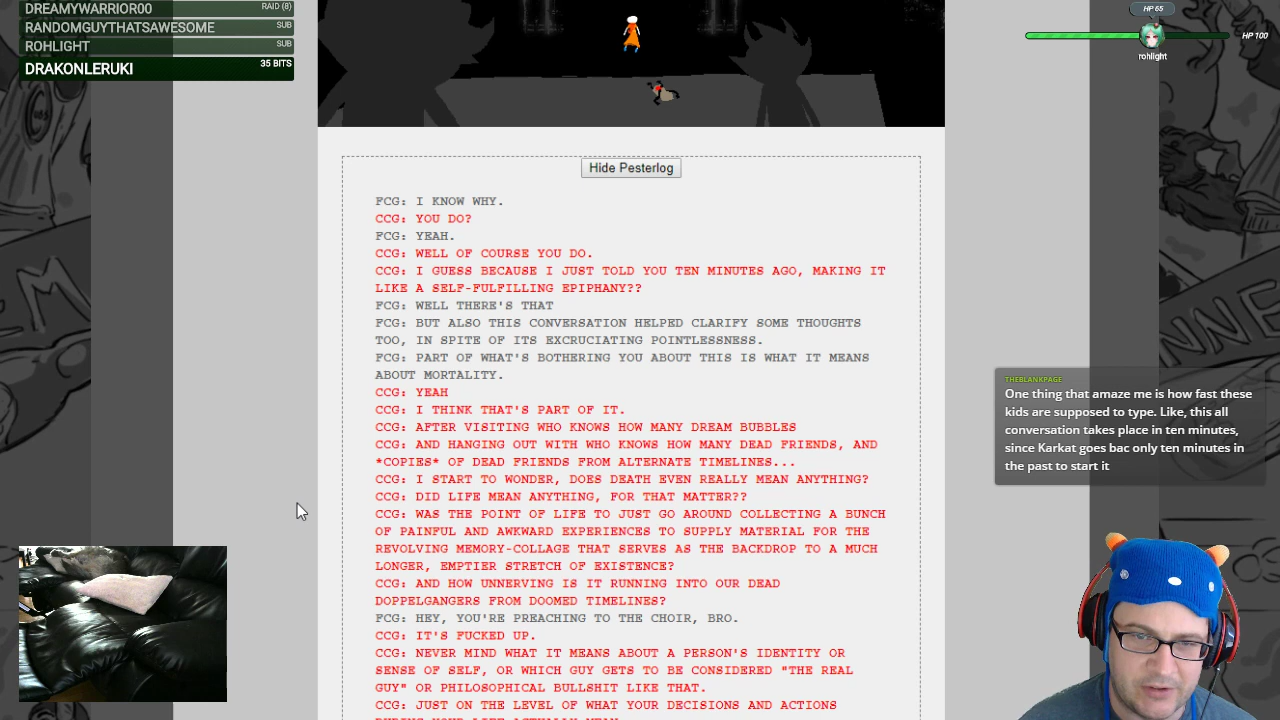 DREAMYWARRIOR00
RAID (8)
RANDOMGUYTHATSAWESOME
SUB
ROHLIGHT
SUB
DRAKONLERUKI
35 BITS
HP 65
HP 100
rohlight
Hide Pesterlog
FCG: I KNOW WHY.
CCG: YOU DO?
FCG: YEAH.
CCG: WELL OF COURSE YOU DO.
CCG: I GUESS BECAUSE I JUST TOLD YOU TEN MINUTES AGO, MAKING IT
LIKE A SELF-FULFILLING EPIPHANY??
FCG: WELL THERE'S THAT
FCG: BUT ALSO THIS CONVERSATION HELPED CLARIFY SOME THOUGHTS
TOO, IN SPITE OF ITS EXCRUCIATING POINTLESSNESS.
FCG: PART OF WHAT'S BOTHERING YOU ABOUT THIS IS WHAT IT MEANS
ABOUT MORTALITY.
CCG: YEAH
CCG: I THINK THAT'S PART OF IT.
CCG: AFTER VISITING WHO KNOWS HOW MANY DREAM BUBBLES
CCG: AND HANGING OUT WITH WHO KNOWS HOW MANY DEAD FRIENDS, AND
*COPIES* OF DEAD FRIENDS FROM ALTERNATE TIMELINES...
CCG: I START TO WONDER, DOES DEATH EVEN REALLY MEAN ANYTHING?
CCG: DID LIFE MEAN ANYTHING, FOR THAT MATTER??
CCG: WAS THE POINT OF LIFE TO JUST GO AROUND COLLECTING A BUNCH
OF PAINFUL AND AWKWARD EXPERIENCES TO SUPPLY MATERIAL FOR THE
REVOLVING MEMORY-COLLAGE THAT SERVES AS THE BACKDROP TO A MUCH
LONGER, EMPTIER STRETCH OF EXISTENCE?
CCG: AND HOW UNNERVING IS IT RUNNING INTO OUR DEAD
DOPPELGANGERS FROM DOOMED TIMELINES?
FCG: HEY, YOU'RE PREACHING TO THE CHOIR, BRO.
CCG: IT'S FUCKED UP.
CCG: NEVER MIND WHAT IT MEANS ABOUT A PERSON'S IDENTITY OR
SENSE OF SELF, OR WHICH GUY GETS TO BE CONSIDERED "THE REAL
GUY" OR PHILOSOPHICAL BULLSHIT LIKE THAT.
CCG: JUST ON THE LEVEL OF WHAT YOUR DECISIONS AND ACTIONS
THEBLANKPAGE
One thing that amaze me is how fast these
kids are supposed to type. Like, this all
conversation takes place in ten minutes,
since Karkat goes bac only ten minutes in
the past to start it